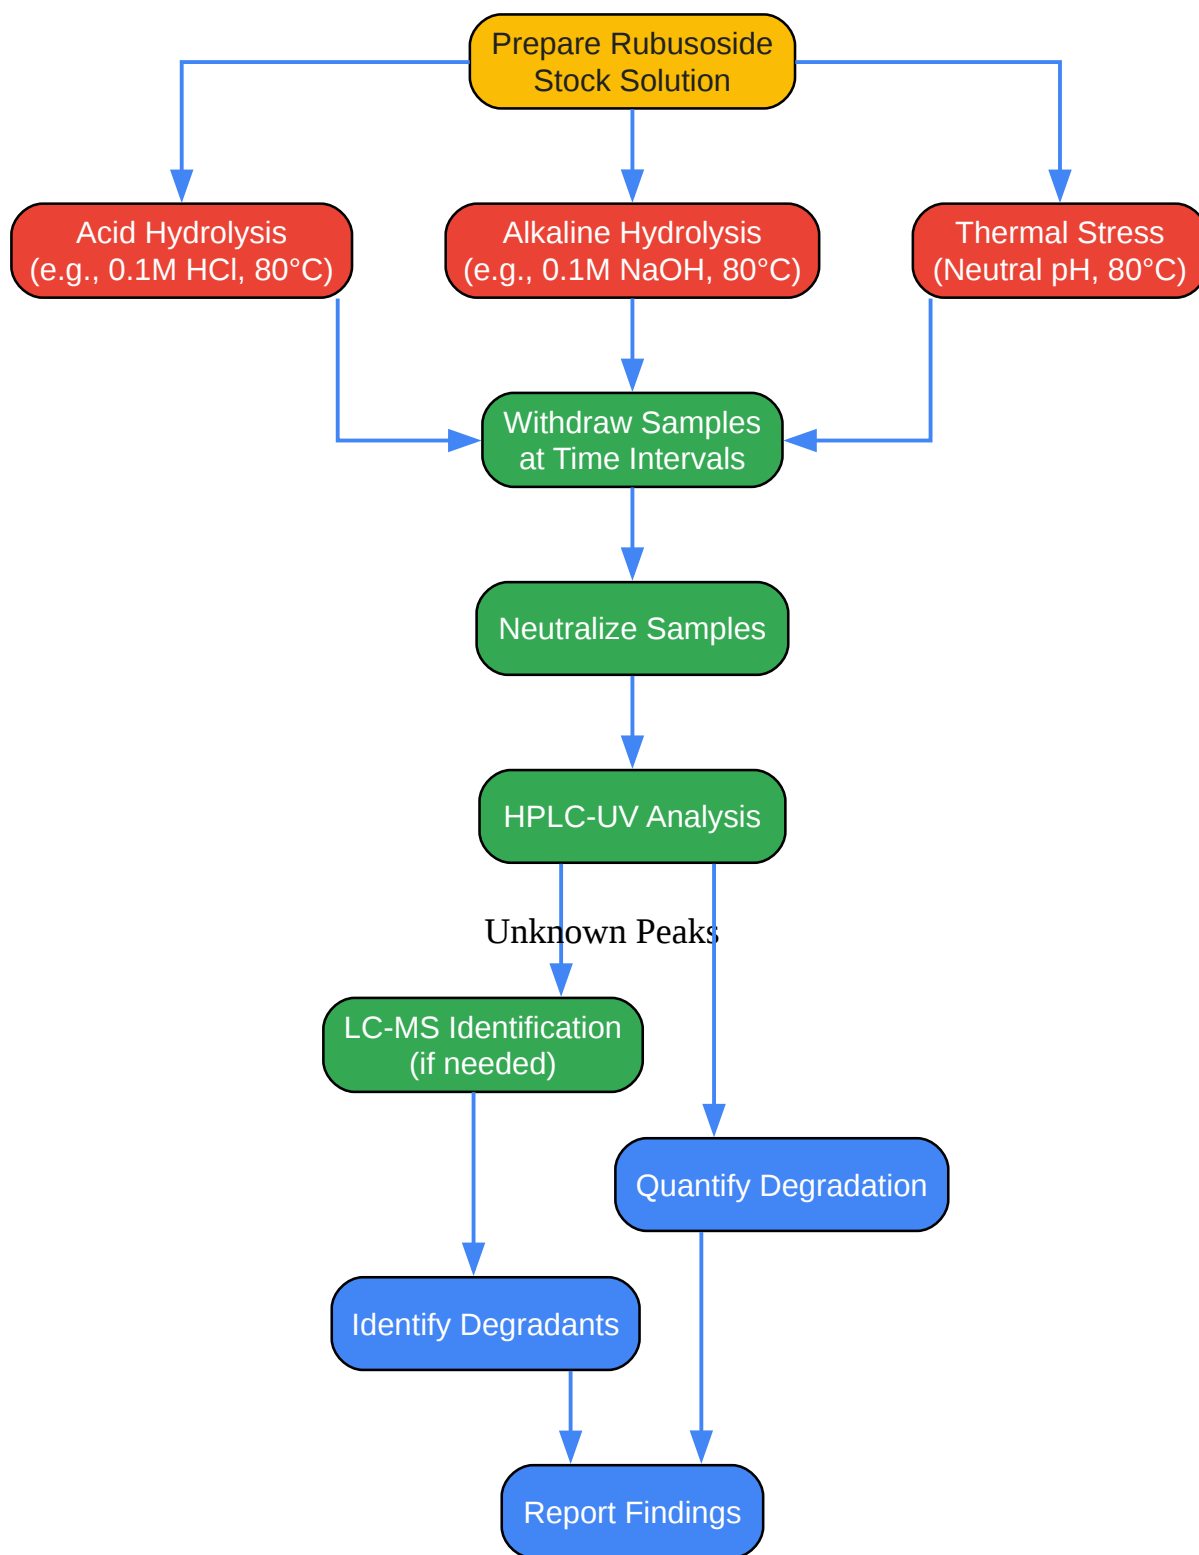 Prepare Rubusoside
Stock Solution
Acid Hydrolysis
(e.g., 0.1M HCl, 80°C)
Alkaline Hydrolysis
(e.g., 0.1M NaOH, 80°C)
Thermal Stress
(Neutral pH, 80°C)
Withdraw Samples
at Time Intervals
Neutralize Samples
HPLC-UV Analysis
Unknown Peaks
LC-MS Identification
(if needed)
Quantify Degradation
Identify Degradants
Report Findings